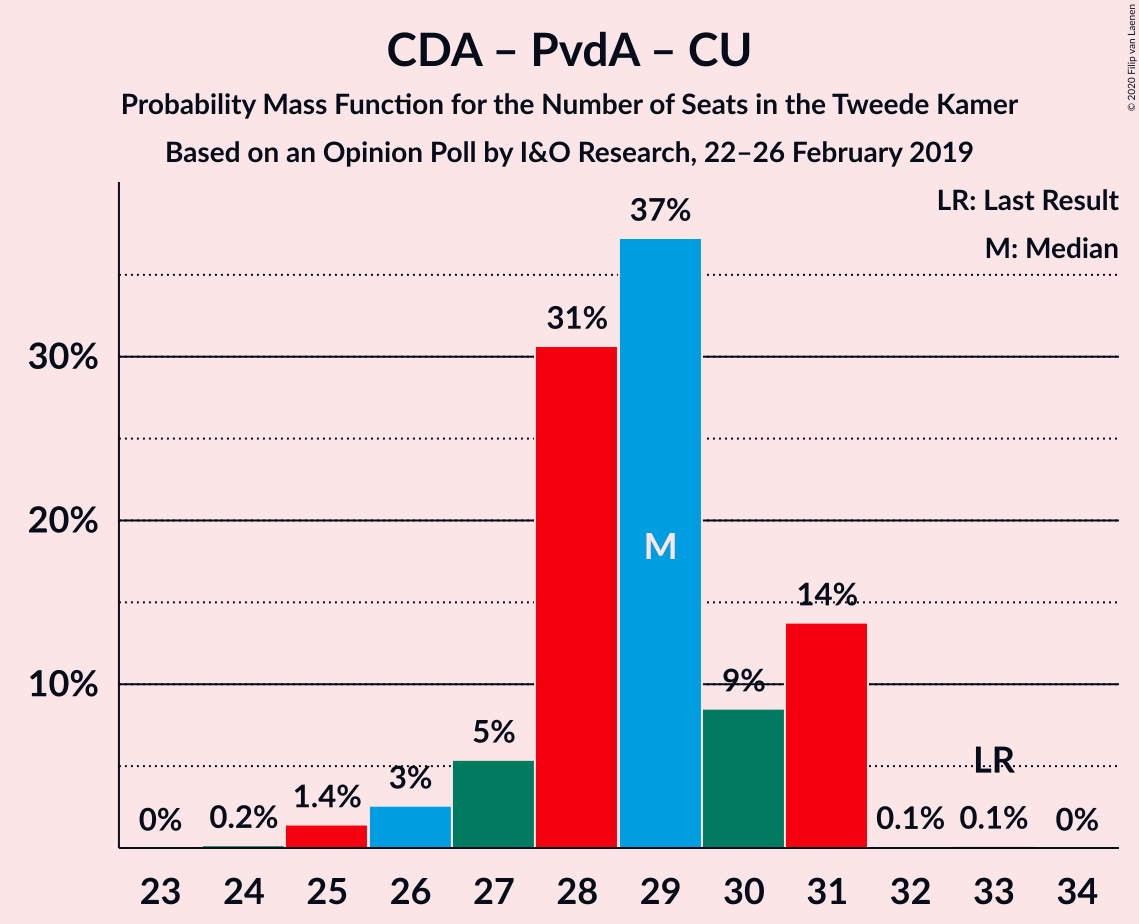 CDA – PvdA – CU
Probability Mass Function for the Number of Seats in the Tweede Kamer
Based on an Opinion Poll by I&O Research, 22–26 February 2019
© 2020 Filip van Laenen
LR: Last Result
M: Median
37%
31%
30%
20%
M
14%
10%
9%
5%
LR
3%
1.4%
0%
0.2%
0.1%
0.1%
0%
23 24 25 26 27 28 29 30 31 32 33 34